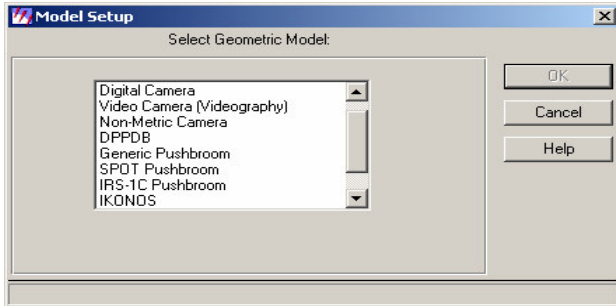 Model Setup
Select Geometric Model:
Digital Camera
Video Camera (Videography)
Non-Metric Camera
DPPDB
Generic Pushbroom
SPOT Pushbroom
IRS-1C Pushbroom
IKONOS
OK
Cancel
Help